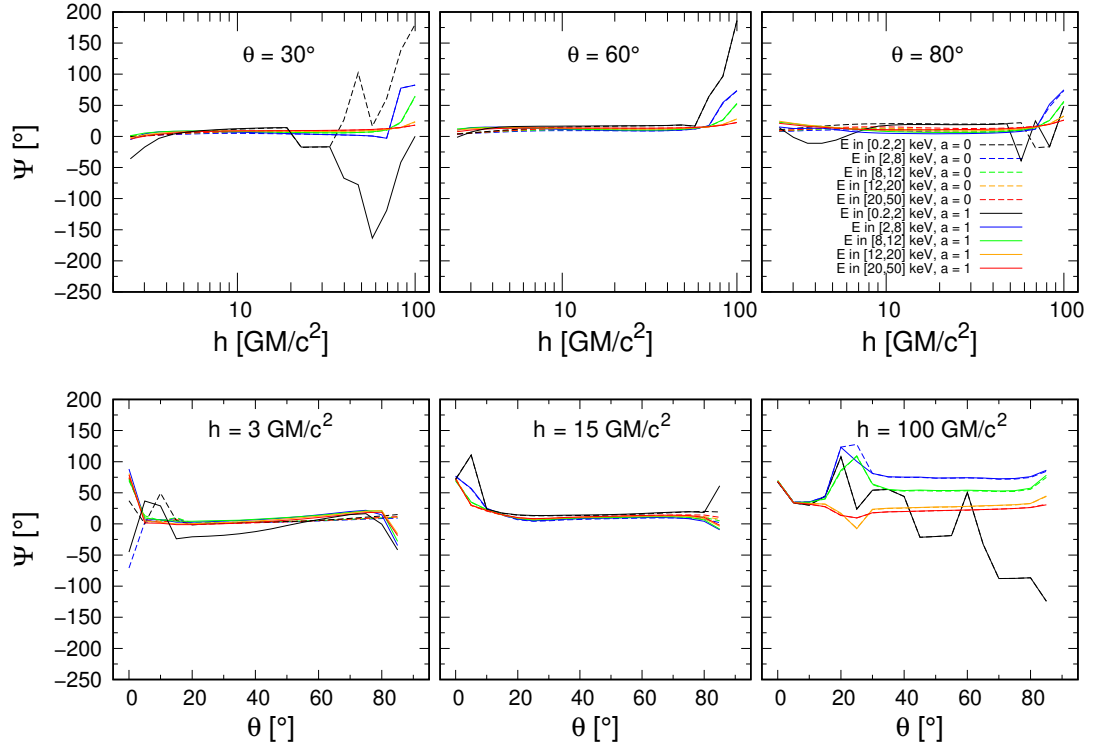 200
150
100
50
0
−50
−100
−150
−200
−250
Ψ [°]
θ = 30°
θ = 60°
θ = 80°
E in [0.2,2] keV, a = 0
E in [2,8] keV, a = 0
E in [8,12] keV, a = 0
E in [12,20] keV, a = 0
E in [20,50] keV, a = 0
E in [0.2,2] keV, a = 1
E in [2,8] keV, a = 1
E in [8,12] keV, a = 1
E in [12,20] keV, a = 1
E in [20,50] keV, a = 1
10 100
10 100
10 100
h [GM/c²]
h [GM/c²]
h [GM/c²]
200
150
100
50
0
−50
−100
−150
−200
−250
Ψ [°]
h = 3 GM/c²
h = 15 GM/c²
h = 100 GM/c²
0 20 40 60 80
0 20 40 60 80
0 20 40 60 80
θ [°]
θ [°]
θ [°]